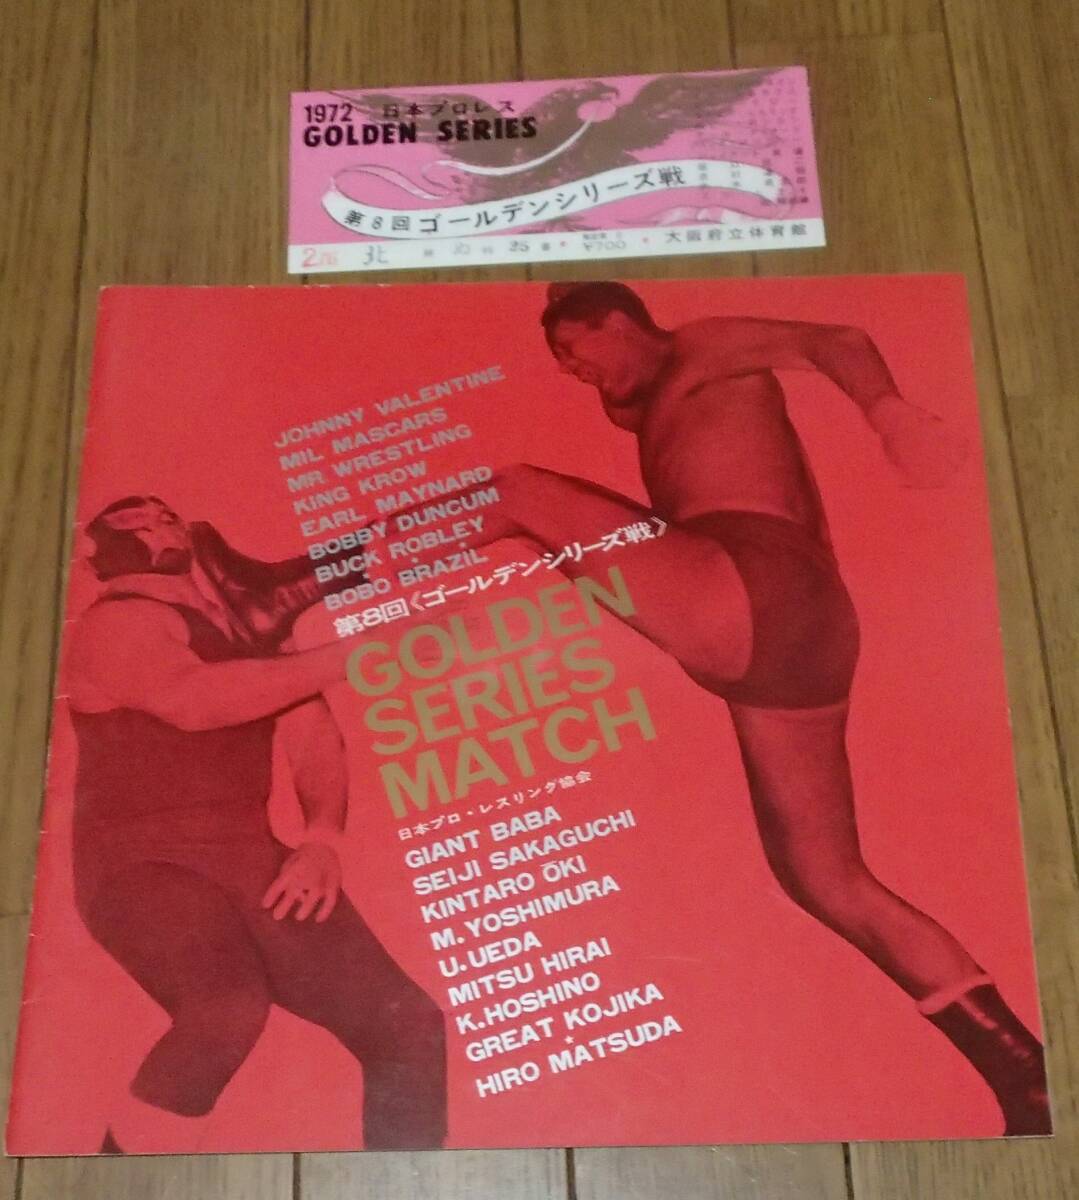 1972 日本プロレス
GOLDEN SERIES
第8回 ゴールデンシリーズ戦
2階 北 25番 ¥700 大阪府立体育館
JOHNNY VALENTINE
MIL MASCARS
MR WRESTLING
KING KROW
EARL MAYNARD
BOBBY DUNCUM
BUCK ROBLEY
BOBO BRAZIL
第8回《ゴールデンシリーズ戦》
GOLDEN
SERIES
MATCH
日本プロ・レスリング協会
GIANT BABA
SEIJI SAKAGUCHI
KINTARO ŌKI
M. YOSHIMURA
U. UEDA
MITSU HIRAI
K. HOSHINO
GREAT KOJIKA
HIRO MATSUDA